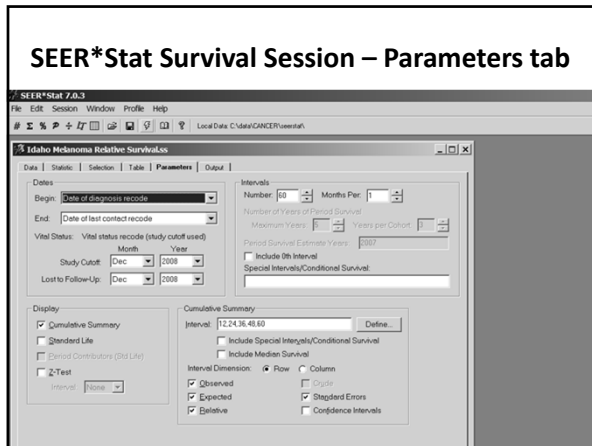 SEER*Stat Survival Session – Parameters tab
SEER*Stat 7.0.3
File Edit Session Window Profile Help
Local Data: C:\data\CANCER\seerstat\
Idaho Melanoma Relative Survival.ss
Data Statistic Selection Table Parameters Output
Dates
Begin: Date of diagnosis recode
End: Date of last contact recode
Vital Status: Vital status recode (study cutoff used)
Month Year
Study Cutoff: Dec 2008
Lost to Follow-Up: Dec 2008
Intervals
Number: 60 Months Per: 1
Number of Years of Period Survival
Maximum Years: Years per Cohort:
Period Survival Estimate Years: 2007
Include 0th Interval
Special Intervals/Conditional Survival:
Display
Cumulative Summary
Standard Life
Period Contributors (Std Life)
Z-Test
Interval: None
Cumulative Summary
Interval: 12,24,36,48,60 Define...
Include Special Intervals/Conditional Survival
Include Median Survival
Interval Dimension: Row Column
Observed Crude
Expected Standard Errors
Relative Confidence Intervals